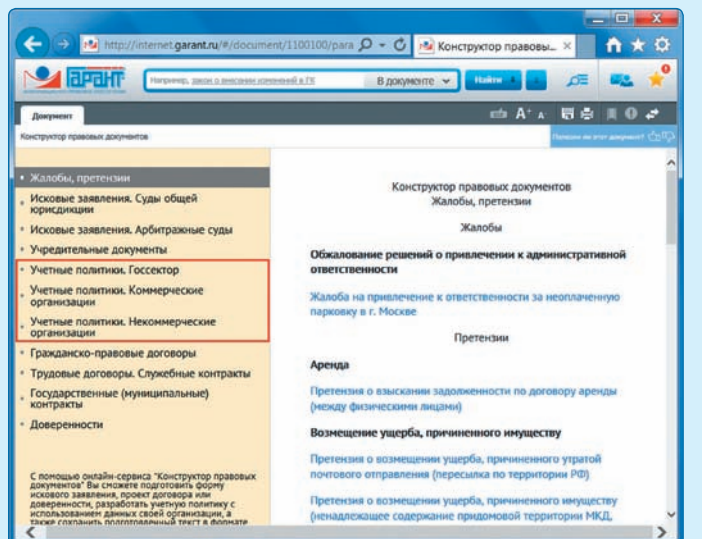 http://internet.garant.ru/#/document/1100100/para
Конструктор правовы...
ГАРАНТ
Например, закон о внесении изменений в ГК
В документе
Найти
Документ
A+ A
Конструктор правовых документов
Полезен ли этот документ?
Жалобы, претензии
Исковые заявления. Суды общей
юрисдикции
Исковые заявления. Арбитражные суды
Учредительные документы
Учетные политики. Госсектор
Учетные политики. Коммерческие
организации
Учетные политики. Некоммерческие
организации
Гражданско-правовые договоры
Трудовые договоры. Служебные контракты
Государственные (муниципальные)
контракты
Доверенности
С помощью онлайн-сервиса "Конструктор правовых
документов" Вы сможете подготовить форму
искового заявления, проект договора или
доверенности, разработать учетную политику с
использованием данных своей организации, а
также сохранить подготовленный текст в формате
Конструктор правовых документов
Жалобы, претензии
Жалобы
Обжалование решений о привлечении к административной
ответственности
Жалоба на привлечение к ответственности за неоплаченную
парковку в г. Москве
Претензии
Аренда
Претензия о взыскании задолженности по договору аренды
(между физическими лицами)
Возмещение ущерба, причиненного имуществу
Претензия о возмещении ущерба, причиненного утратой
почтового отправления (пересылка по территории РФ)
Претензия о возмещении ущерба, причиненного имуществу
(ненадлежащее содержание придомовой территории МКД,